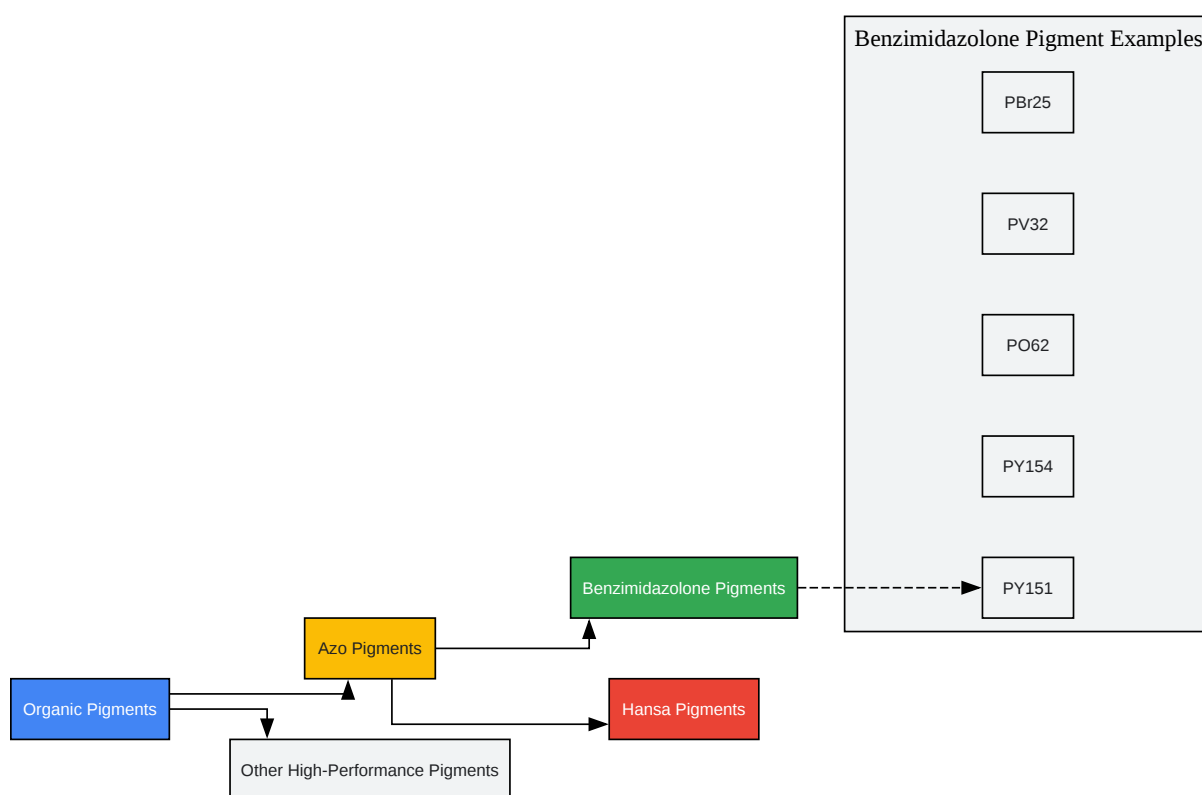 Benzimidazolone Pigment Examples
PBr25
PV32
PO62
PY154
PY151
Benzimidazolone Pigments
Azo Pigments
Organic Pigments
Hansa Pigments
Other High-Performance Pigments